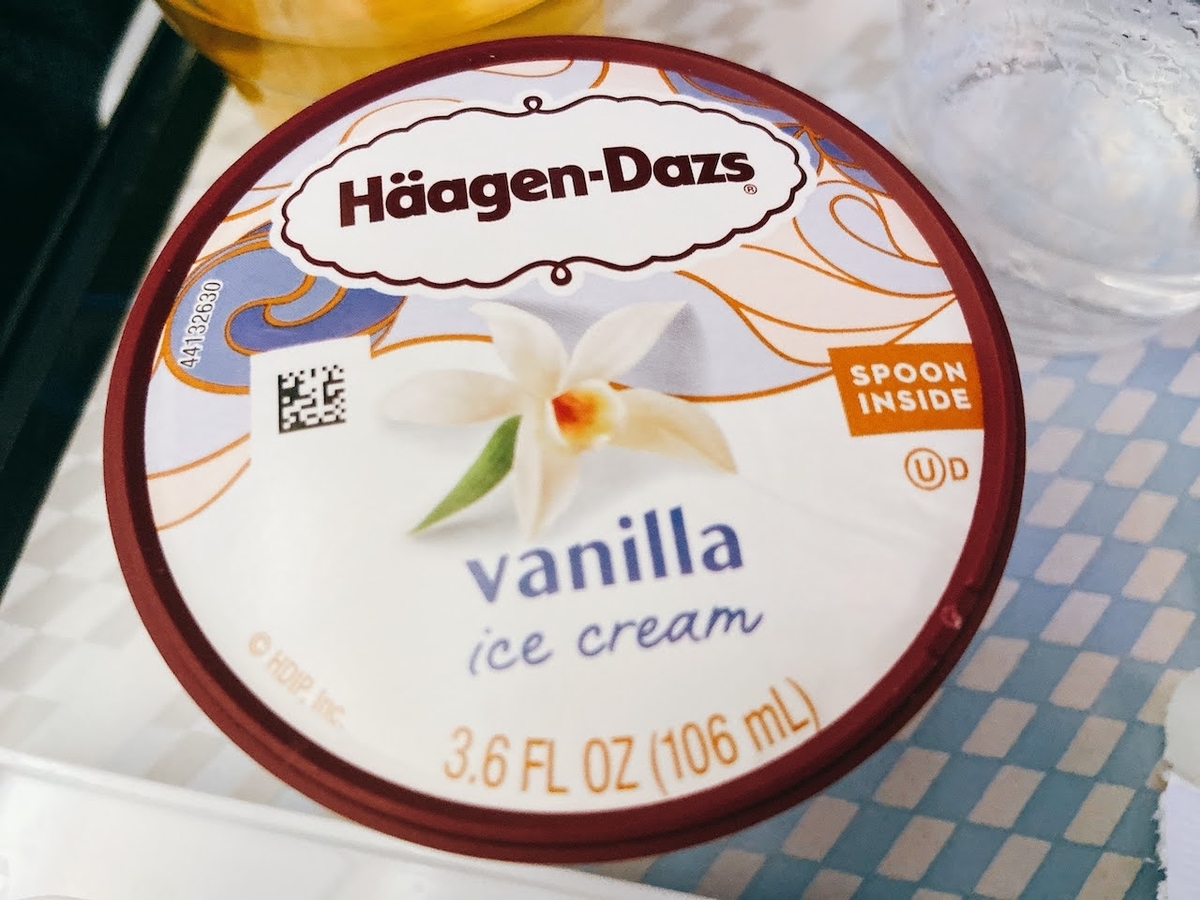 Häagen-Dazs®
44132630
SPOON
INSIDE
U D
vanilla
ice cream
© HDIP, Inc.
3.6 FL OZ (106 mL)